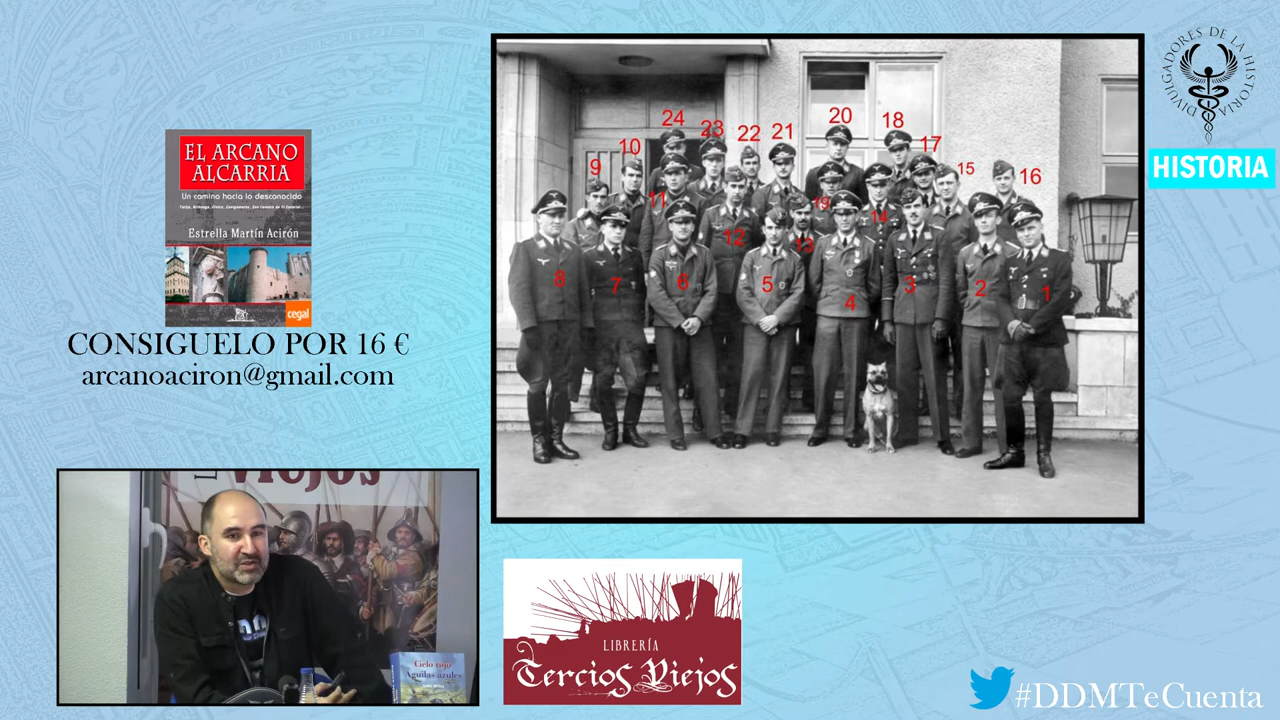 EL ARCANO
ALCARRIA
Un camino hacia lo desconocido
Estrella Martín Acirón
cegal
CONSIGUELO POR 16 €
arcanoaciron@gmail.com
VIEJOS
Cielo rojo
Águilas azules
24
23
22
21
20
18
17
15
16
10
9
11
19
14
12
13
8
7
6
5
4
3
2
1
LIBRERÍA
Tercios Viejos
DIVULGADORES DE LA HISTORIA
HISTORIA
#DDMTeCuenta